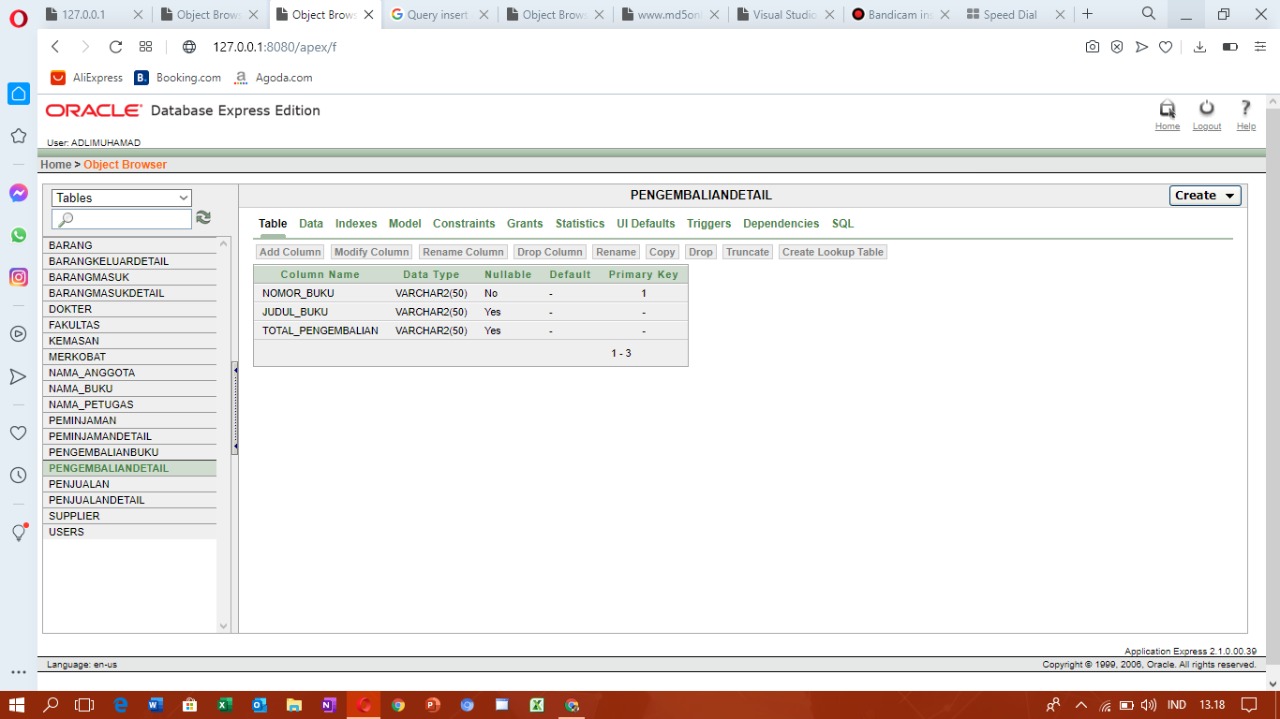 127.0.0.1
Object Brow
Object Brows
Query insert
Object Brow
www.md5onl
Visual Studio
Bandicam ins
Speed Dial
127.0.0.1:8080/apex/f
AliExpress
B. Booking.com
a Agoda.com
ORACLE Database Express Edition
Home
Logout
Help
User: ADLIMUHAMAD
Home > Object Browser
Tables
PENGEMBALIANDETAIL
Create
Table Data Indexes Model Constraints Grants Statistics UI Defaults Triggers Dependencies SQL
Add Column Modify Column Rename Column Drop Column Rename Copy Drop Truncate Create Lookup Table
Column Name Data Type Nullable Default Primary Key
NOMOR_BUKU VARCHAR2(50) No - 1
JUDUL_BUKU VARCHAR2(50) Yes - -
TOTAL_PENGEMBALIAN VARCHAR2(50) Yes - -
1 - 3
BARANG
BARANGKELUARDETAIL
BARANGMASUK
BARANGMASUKDETAIL
DOKTER
FAKULTAS
KEMASAN
MERKOBAT
NAMA_ANGGOTA
NAMA_BUKU
NAMA_PETUGAS
PEMINJAMAN
PEMINJAMANDETAIL
PENGEMBALIANBUKU
PENGEMBALIANDETAIL
PENJUALAN
PENJUALANDETAIL
SUPPLIER
USERS
Application Express 2.1.0.00.39
Language: en-us
Copyright © 1999, 2006, Oracle. All rights reserved.
IND 13.18